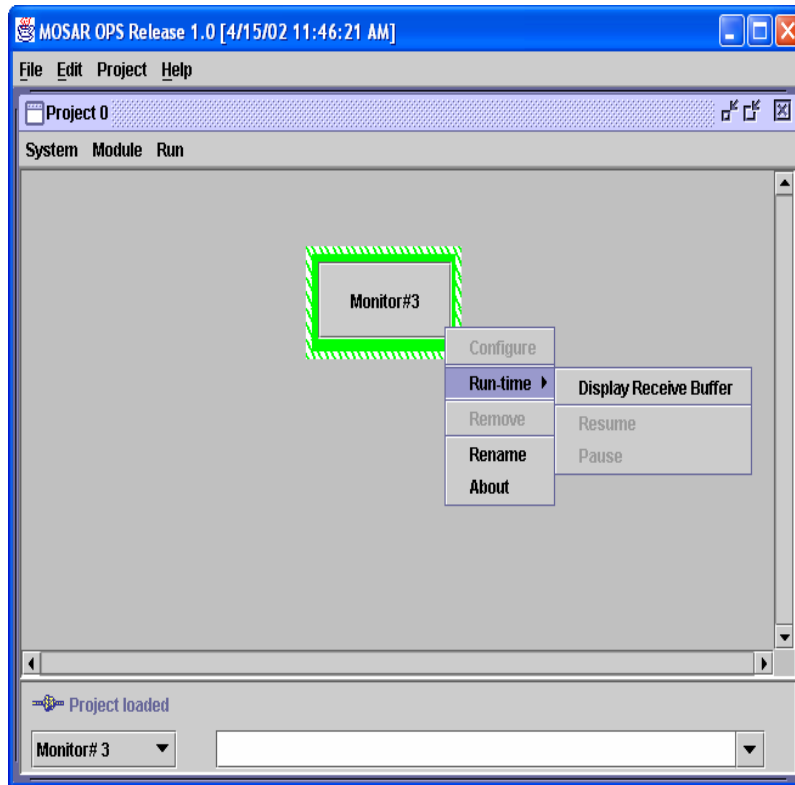 MOSAR OPS Release 1.0 [4/15/02 11:46:21 AM]
File Edit Project Help
Project 0
System Module Run
Monitor#3
Configure
Run-time
Display Receive Buffer
Remove
Resume
Rename
Pause
About
Project loaded
Monitor# 3